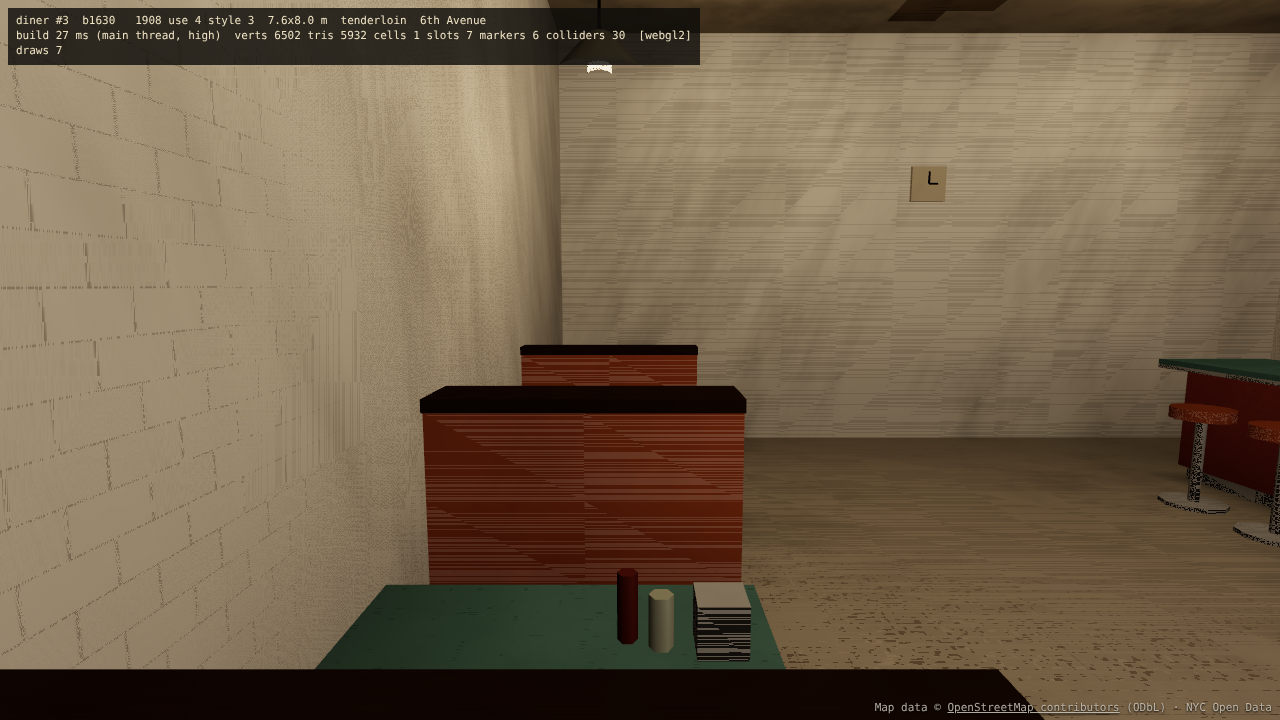 diner #3  b1630   1908 use 4 style 3  7.6x8.0 m  tenderloin  6th Avenue
build 27 ms (main thread, high)  verts 6502 tris 5932 cells 1 slots 7 markers 6 colliders 30  [webgl2]
draws 7
Map data © OpenStreetMap contributors (ODbL) · NYC Open Data